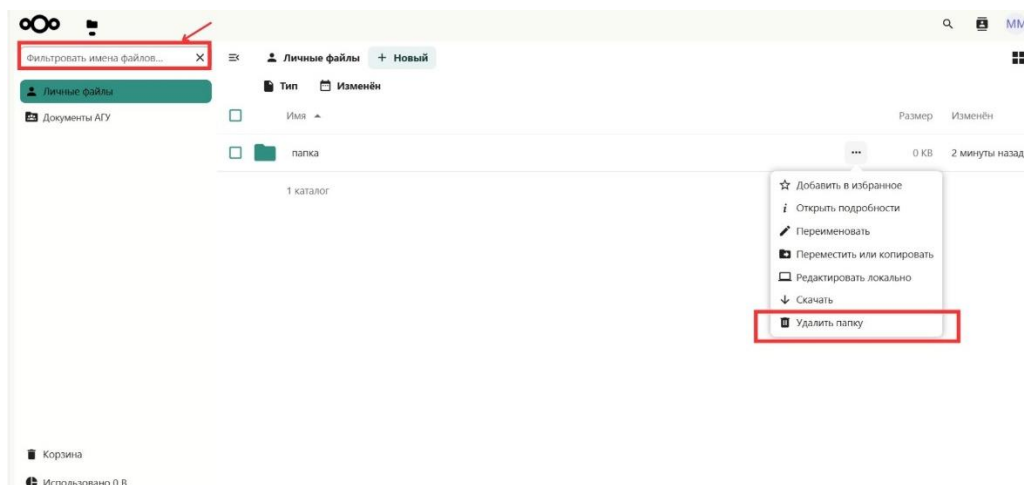 MM
Фильтровать имена файлов...
Личные файлы + Новый
Личные файлы
Тип Изменён
Документы АГУ
Имя Размер Изменён
папка ... 0 KB 2 минуты назад
1 каталог
Добавить в избранное
Открыть подробности
Переименовать
Переместить или копировать
Редактировать локально
Скачать
Удалить папку
Корзина
Использовано 0 B